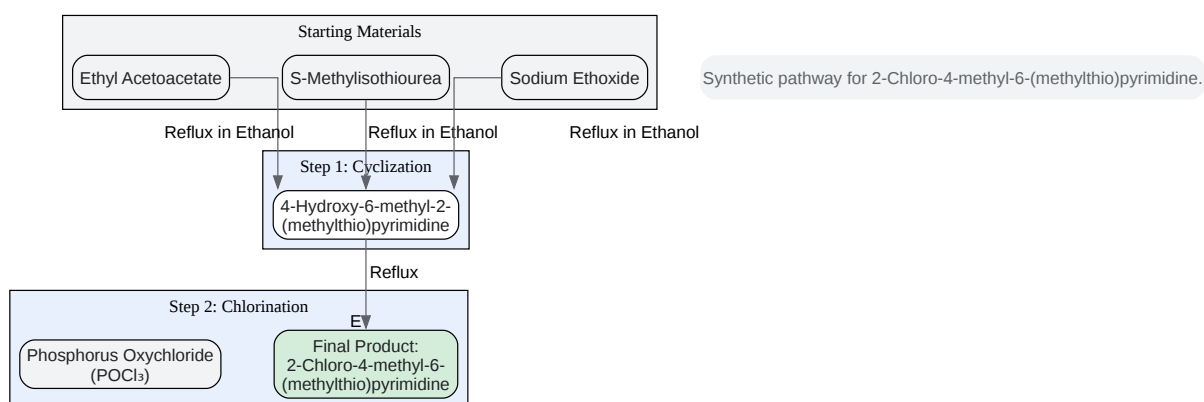 Starting Materials
Ethyl Acetoacetate
S-Methylisothiourea
Sodium Ethoxide
Synthetic pathway for 2-Chloro-4-methyl-6-(methylthio)pyrimidine.
Reflux in Ethanol
Reflux in Ethanol
Reflux in Ethanol
Step 1: Cyclization
4-Hydroxy-6-methyl-2-
(methylthio)pyrimidine
Reflux
Step 2: Chlorination
E
Phosphorus Oxychloride
(POCl₃)
Final Product:
2-Chloro-4-methyl-6-
(methylthio)pyrimidine